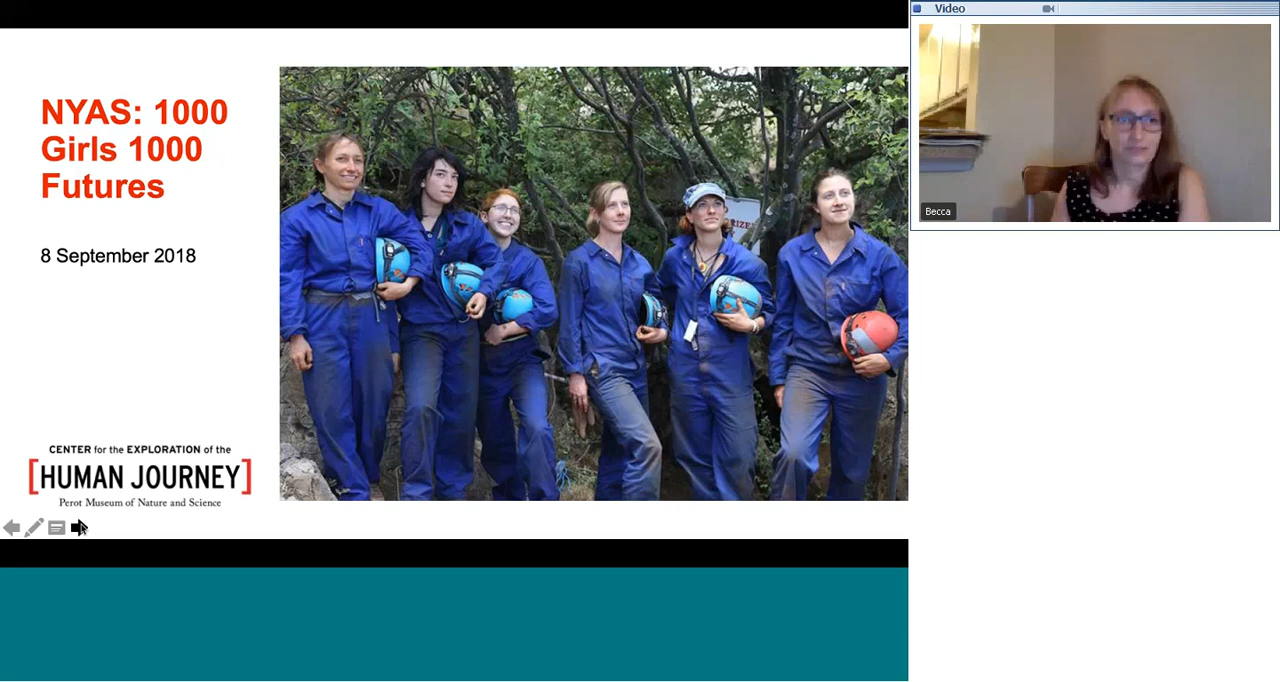 NYAS: 1000
Girls 1000
Futures
8 September 2018
CENTER for the EXPLORATION of the
[HUMAN JOURNEY]
Perot Museum of Nature and Science
Video
Becca